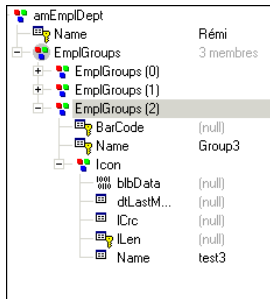 amEmplDept
Name Rémi
EmplGroups 3 membres
EmplGroups (0)
EmplGroups (1)
EmplGroups (2)
BarCode (null)
Name Group3
Icon
blbData (null)
dtLastM... (null)
lCrc (null)
lLen (null)
Name test3